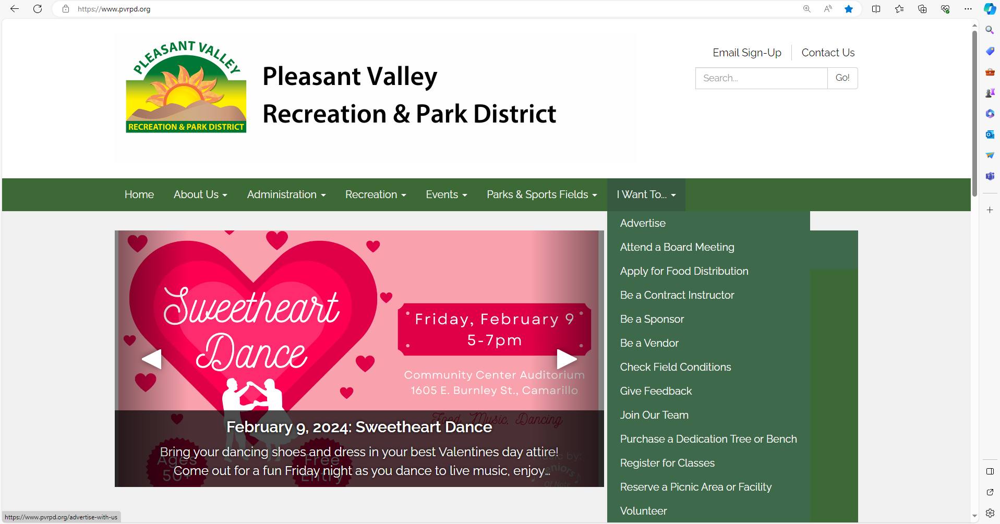 https://www.pvrpd.org
PLEASANT VALLEY
RECREATION & PARK DISTRICT
Pleasant Valley
Recreation & Park District
Email Sign-Up
Contact Us
Search...
Go!
Home
About Us
Administration
Recreation
Events
Parks & Sports Fields
I Want To...
Advertise
Attend a Board Meeting
Apply for Food Distribution
Be a Contract Instructor
Be a Sponsor
Be a Vendor
Check Field Conditions
Give Feedback
Join Our Team
Purchase a Dedication Tree or Bench
Register for Classes
Reserve a Picnic Area or Facility
Volunteer
Sweetheart
Dance
Friday, February 9
5-7pm
Community Center Auditorium
1605 E. Burnley St., Camarillo
Food, Music, Dancing
February 9, 2024: Sweetheart Dance
Bring your dancing shoes and dress in your best Valentines day attire!
Come out for a fun Friday night as you dance to live music, enjoy...
Ages
50+
Free
Entry
Music by:
Seniors
Of Note
https://www.pvrpd.org/advertise-with-us